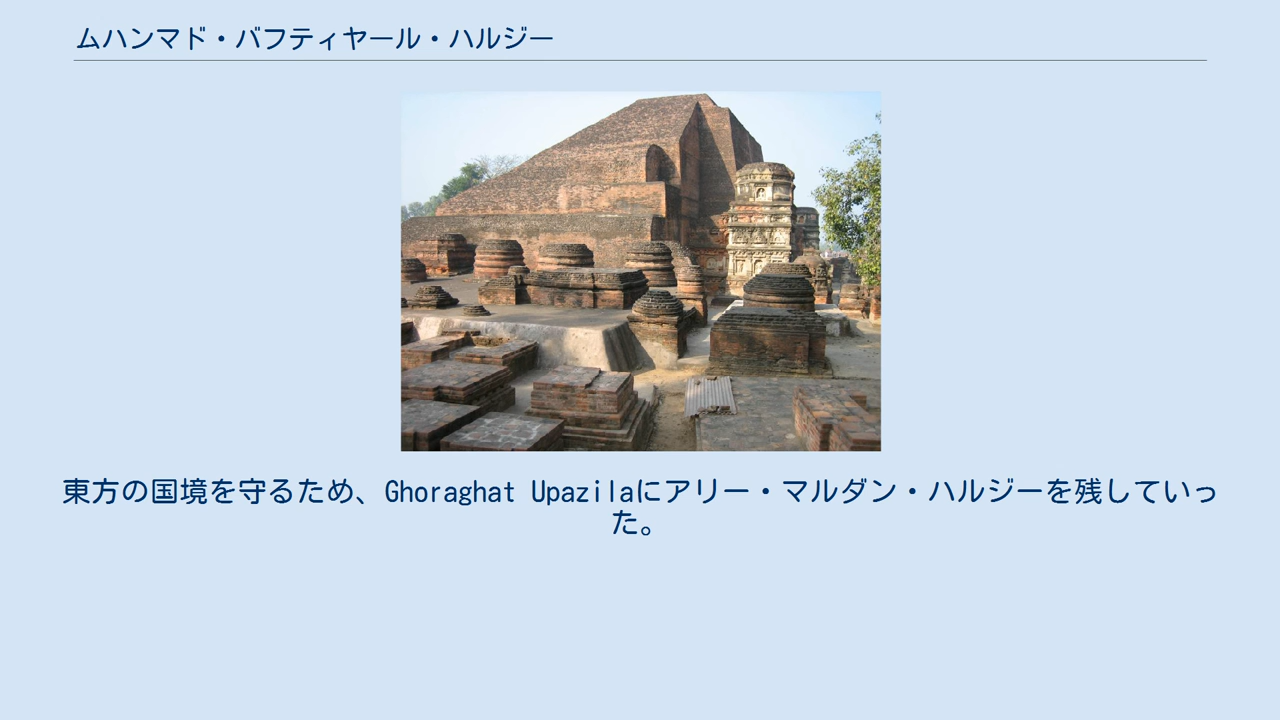 ムハンマド・バフティヤール・ハルジー
東方の国境を守るため、Ghoraghat Upazilaにアリー・マルダン・ハルジーを残していっ
た。